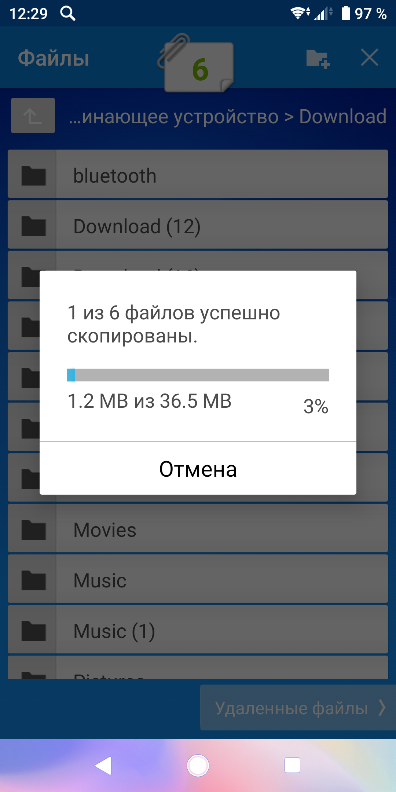 12:29
97 %
Файлы
6
...инающее устройство > Download
bluetooth
Download (12)
1 из 6 файлов успешно
скопированы.
1.2 MB из 36.5 MB
3%
Отмена
Movies
Music
Music (1)
Удаленные файлы